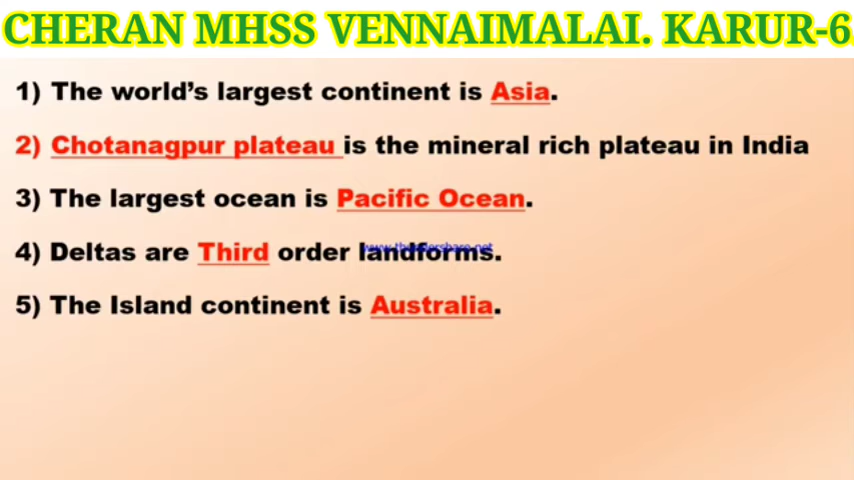 CHERAN MHSS VENNAIMALAI. KARUR-6
1) The world's largest continent is Asia.
2) Chotanagpur plateau is the mineral rich plateau in India
3) The largest ocean is Pacific Ocean.
4) Deltas are Third order landforms.
5) The Island continent is Australia.